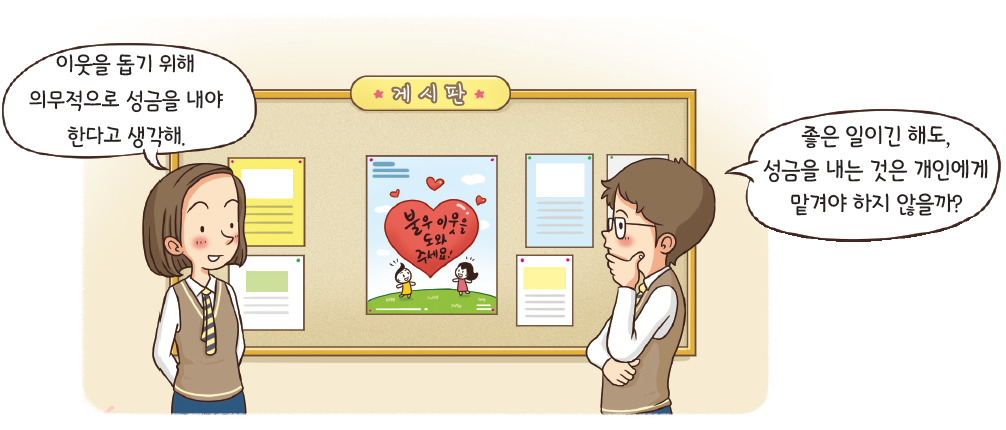 이웃을 돕기 위해
의무적으로 성금을 내야
한다고 생각해.
게시판
불우 이웃을
도와
주세요!
좋은 일이긴 해도,
성금을 내는 것은 개인에게
맡겨야 하지 않을까?